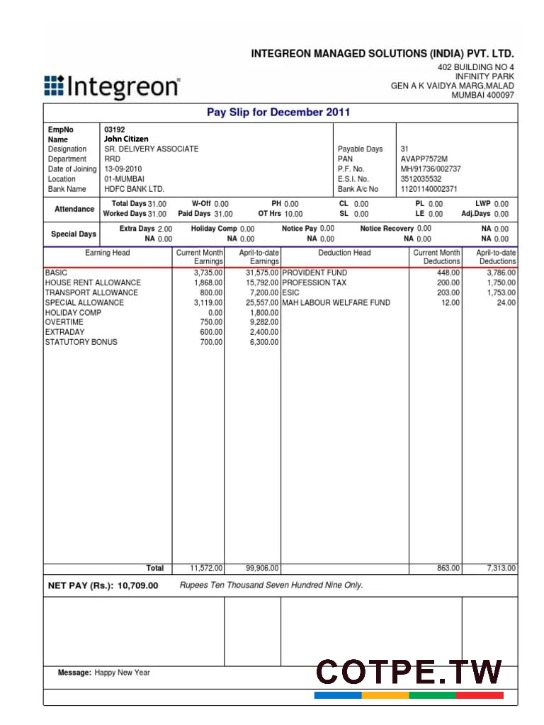 INTEGREON MANAGED SOLUTIONS (INDIA) PVT. LTD.
402 BUILDING NO 4
INFINITY PARK
GEN A K VAIDYA MARG,MALAD
MUMBAI 400097
Integreon
Pay Slip for December 2011
EmpNo 03192
Name John Citizen
Designation SR. DELIVERY ASSOCIATE Payable Days 31
Department RRD PAN AVAPP7572M
Date of Joining 13-09-2010 P.F. No. MH/91736/002737
Location 01-MUMBAI E.S.I. No. 3512035532
Bank Name HDFC BANK LTD. Bank A/c No 11201140002371
Attendance
Total Days 31.00 W-Off 0.00 PH 0.00 CL 0.00 PL 0.00 LWP 0.00
Worked Days 31.00 Paid Days 31.00 OT Hrs 10.00 SL 0.00 LE 0.00 Adj.Days 0.00
Special Days
Extra Days 2.00 Holiday Comp 0.00 Notice Pay 0.00 Notice Recovery 0.00 NA 0.00
NA 0.00 NA 0.00 NA 0.00 NA 0.00 NA 0.00
Earning Head Current Month April-to-date Deduction Head Current Month April-to-date
Earnings Earnings Deductions Deductions
BASIC 3,735.00 31,575.00 PROVIDENT FUND 448.00 3,786.00
HOUSE RENT ALLOWANCE 1,868.00 15,792.00 PROFESSION TAX 200.00 1,750.00
TRANSPORT ALLOWANCE 800.00 7,200.00 ESIC 203.00 1,753.00
SPECIAL ALLOWANCE 3,119.00 25,557.00 MAH LABOUR WELFARE FUND 12.00 24.00
HOLIDAY COMP 0.00 1,800.00
OVERTIME 750.00 9,282.00
EXTRADAY 600.00 2,400.00
STATUTORY BONUS 700.00 6,300.00
Total 11,572.00 99,906.00 863.00 7,313.00
NET PAY (Rs.): 10,709.00 Rupees Ten Thousand Seven Hundred Nine Only.
Message: Happy New Year
COTPE.TW